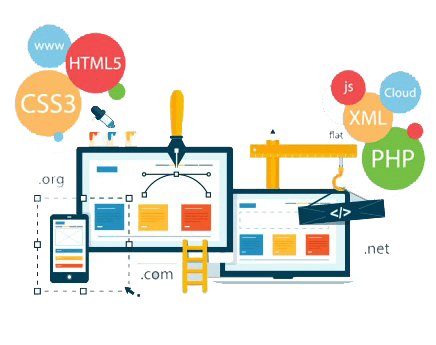 www
HTML5
CSS3
js
Cloud
XML
flat
PHP
.org
</>
.net
.com